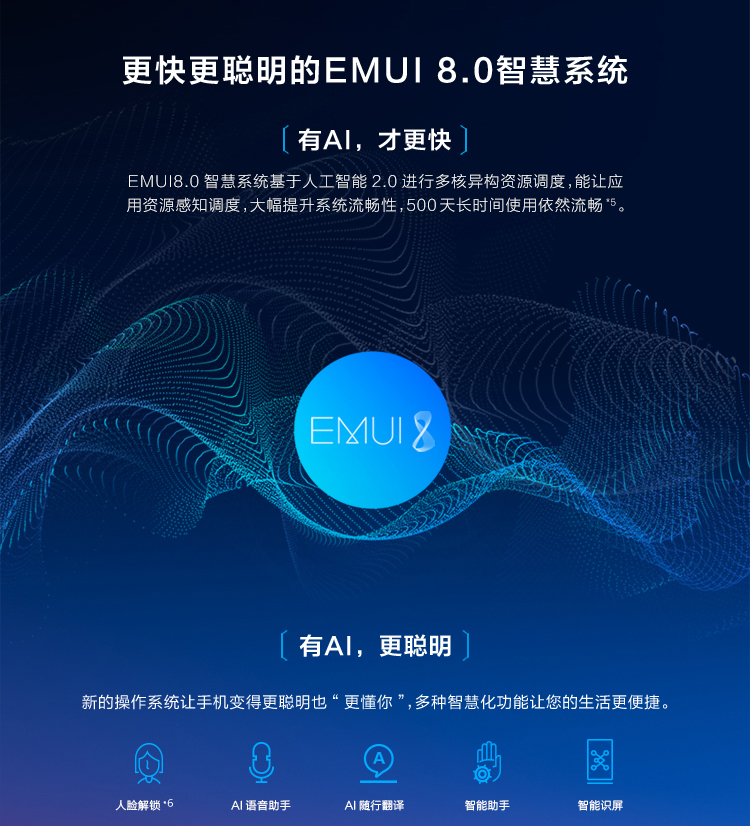 更快更聪明的EMUI 8.0智慧系统
[ 有AI，才更快 ]
EMUI8.0 智慧系统基于人工智能 2.0 进行多核异构资源调度，能让应
用资源感知调度，大幅提升系统流畅性，500 天长时间使用依然流畅 *5 。
EMUI 8
[ 有AI，更聪明 ]
新的操作系统让手机变得更聪明也 “ 更懂你 ”，多种智慧化功能让您的生活更便捷。
A
人脸解锁 *6 AI 语音助手 AI 随行翻译 智能助手 智能识屏